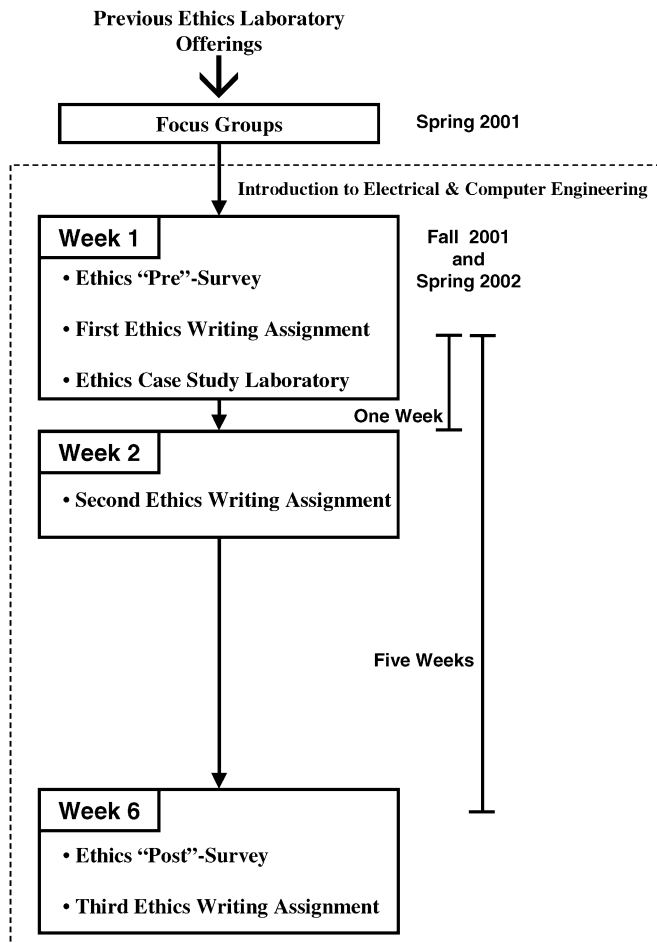 Previous Ethics Laboratory
Offerings
Focus Groups
Spring 2001
Introduction to Electrical & Computer Engineering
Week 1
Fall 2001
and
Spring 2002
• Ethics “Pre”-Survey
• First Ethics Writing Assignment
• Ethics Case Study Laboratory
One Week
Week 2
• Second Ethics Writing Assignment
Five Weeks
Week 6
• Ethics “Post”-Survey
• Third Ethics Writing Assignment